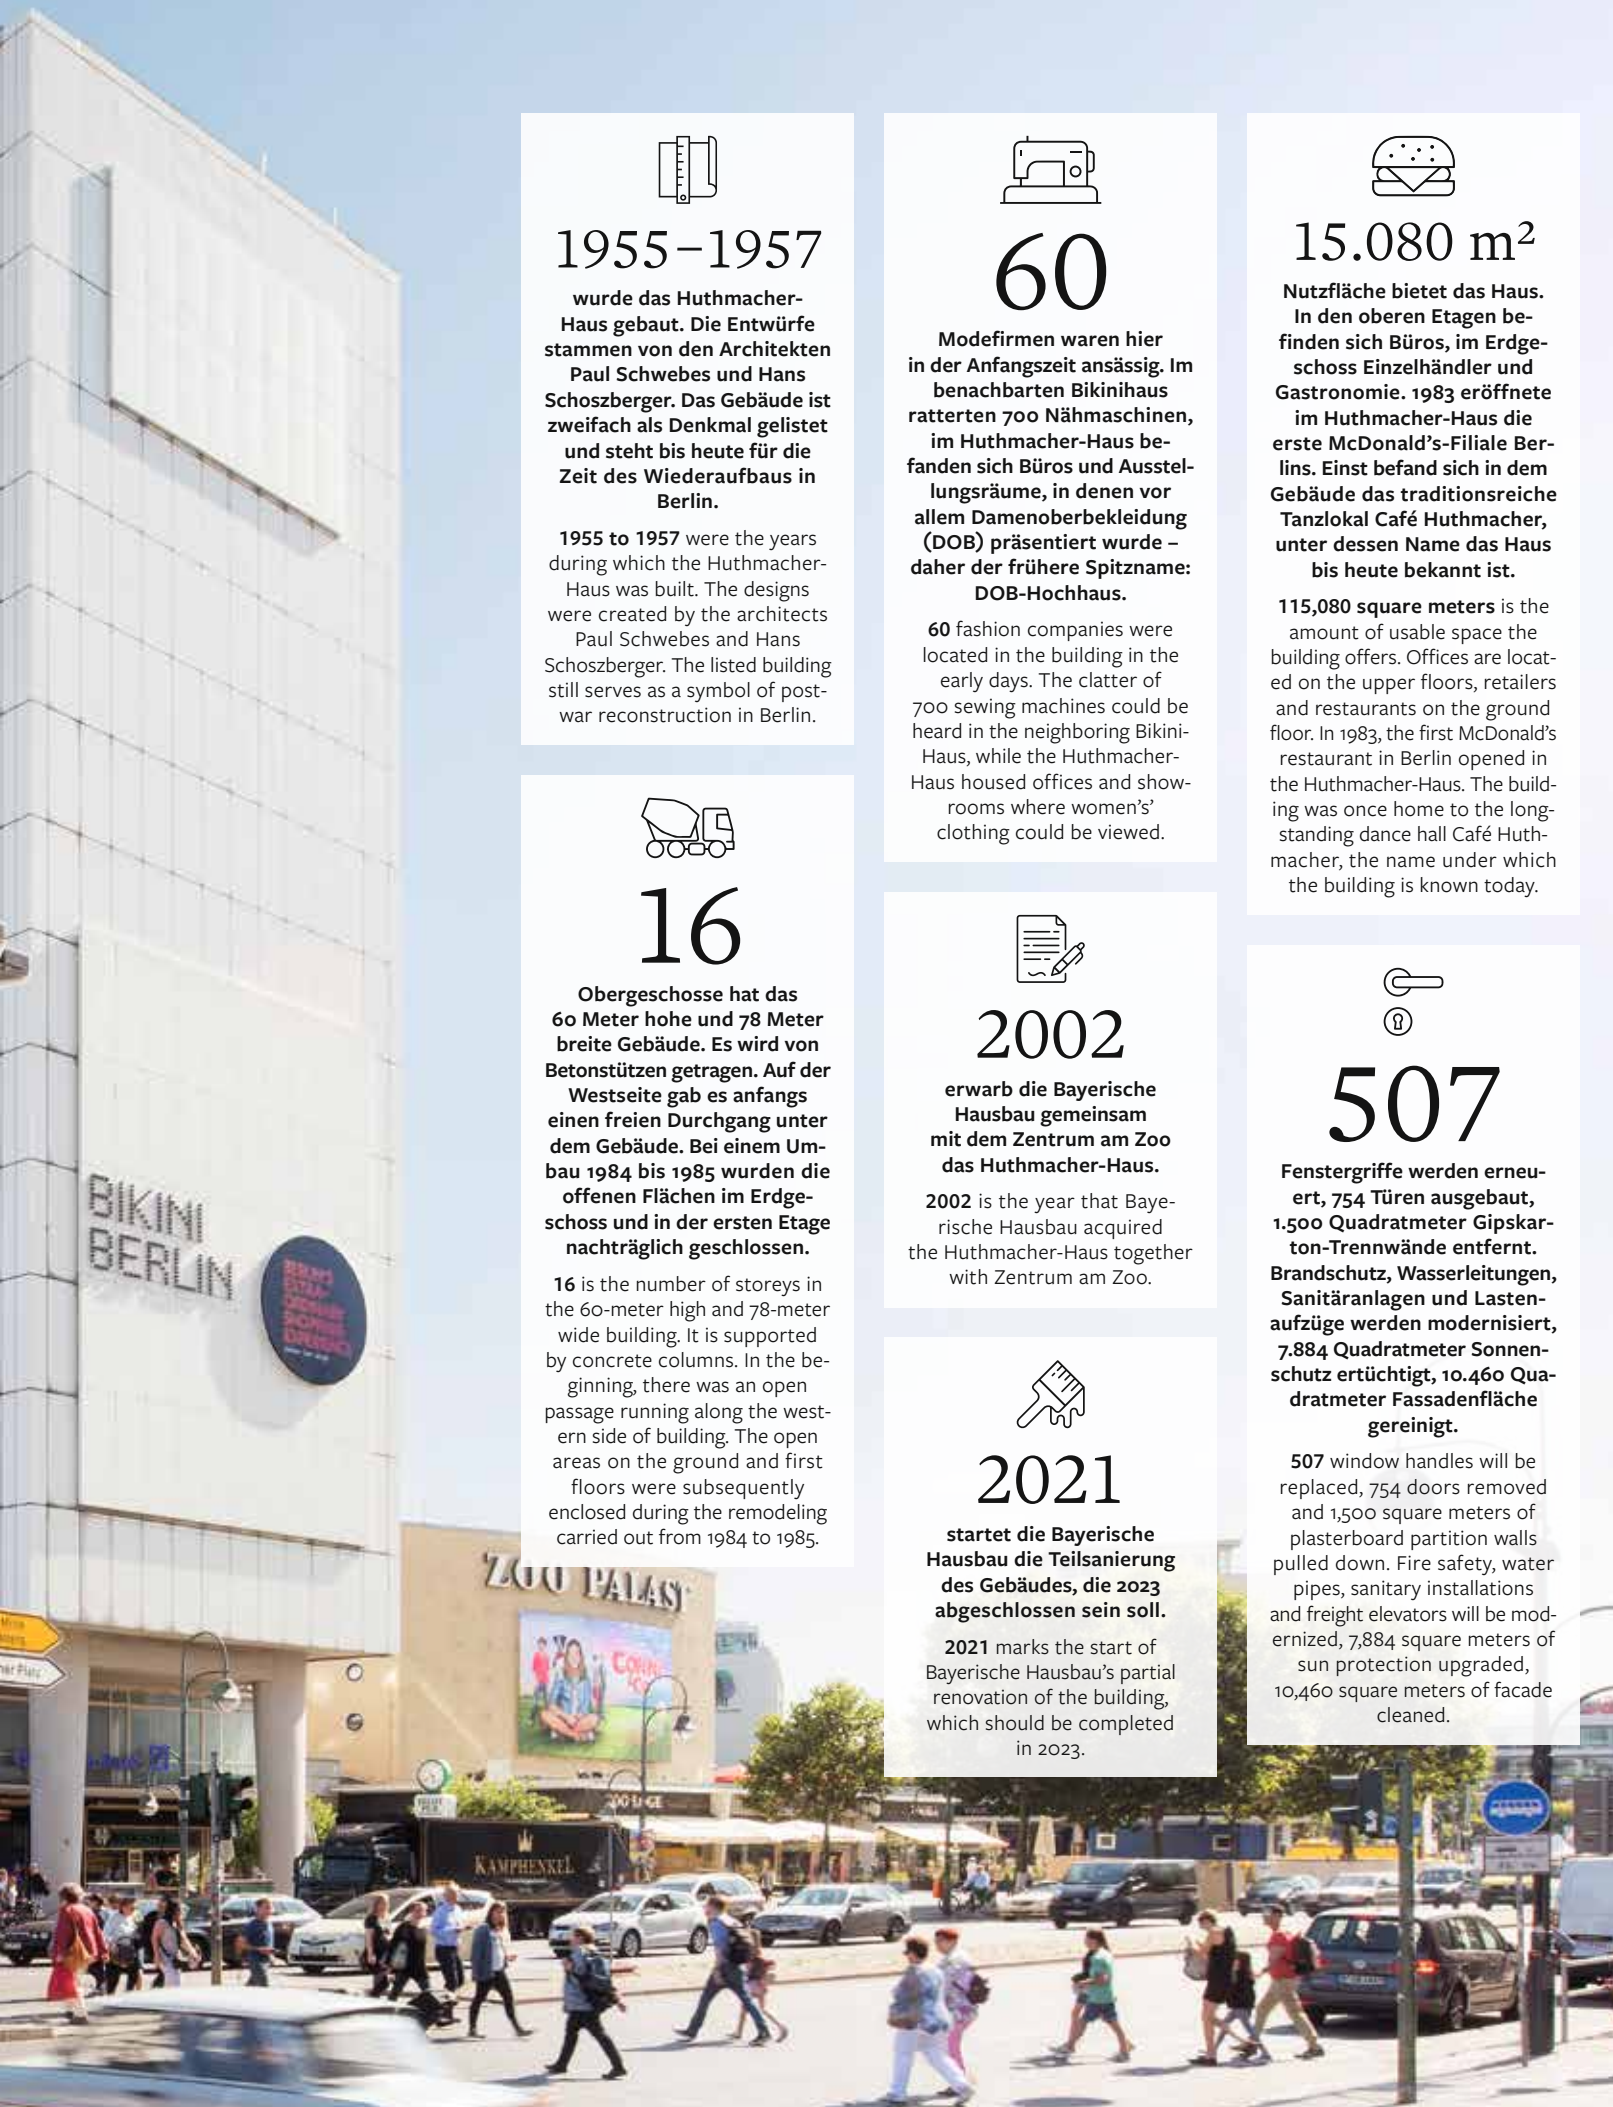 1955–1957
wurde das Huthmacher-
Haus gebaut. Die Entwürfe
stammen von den Architekten
Paul Schwebes und Hans
Schoszberger. Das Gebäude ist
zweifach als Denkmal gelistet
und steht bis heute für die
Zeit des Wiederaufbaus in
Berlin.
1955 to 1957 were the years
during which the Huthmacher-
Haus was built. The designs
were created by the architects
Paul Schwebes and Hans
Schoszberger. The listed building
still serves as a symbol of post-
war reconstruction in Berlin.
16
Obergeschosse hat das
60 Meter hohe und 78 Meter
breite Gebäude. Es wird von
Betonstützen getragen. Auf der
Westseite gab es anfangs
einen freien Durchgang unter
dem Gebäude. Bei einem Um-
bau 1984 bis 1985 wurden die
offenen Flächen im Erdge-
schoss und in der ersten Etage
nachträglich geschlossen.
16 is the number of storeys in
the 60-meter high and 78-meter
wide building. It is supported
by concrete columns. In the be-
ginning, there was an open
passage running along the west-
ern side of building. The open
areas on the ground and first
floors were subsequently
enclosed during the remodeling
carried out from 1984 to 1985.
60
Modefirmen waren hier
in der Anfangszeit ansässig. Im
benachbarten Bikinihaus
ratterten 700 Nähmaschinen,
im Huthmacher-Haus be-
fanden sich Büros und Ausstel-
lungsräume, in denen vor
allem Damenoberbekleidung
(DOB) präsentiert wurde –
daher der frühere Spitzname:
DOB-Hochhaus.
60 fashion companies were
located in the building in the
early days. The clatter of
700 sewing machines could be
heard in the neighboring Bikini-
Haus, while the Huthmacher-
Haus housed offices and show-
rooms where women's'
clothing could be viewed.
2002
erwarb die Bayerische
Hausbau gemeinsam
mit dem Zentrum am Zoo
das Huthmacher-Haus.
2002 is the year that Baye-
rische Hausbau acquired
the Huthmacher-Haus together
with Zentrum am Zoo.
2021
startet die Bayerische
Hausbau die Teilsanierung
des Gebäudes, die 2023
abgeschlossen sein soll.
2021 marks the start of
Bayerische Hausbau's partial
renovation of the building,
which should be completed
in 2023.
15.080 m²
Nutzfläche bietet das Haus.
In den oberen Etagen be-
finden sich Büros, im Erdge-
schoss Einzelhändler und
Gastronomie. 1983 eröffnete
im Huthmacher-Haus die
erste McDonald's-Filiale Ber-
lins. Einst befand sich in dem
Gebäude das traditionsreiche
Tanzlokal Café Huthmacher,
unter dessen Name das Haus
bis heute bekannt ist.
115,080 square meters is the
amount of usable space the
building offers. Offices are locat-
ed on the upper floors, retailers
and restaurants on the ground
floor. In 1983, the first McDonald's
restaurant in Berlin opened in
the Huthmacher-Haus. The build-
ing was once home to the long-
standing dance hall Café Huth-
macher, the name under which
the building is known today.
507
Fenstergriffe werden erneu-
ert, 754 Türen ausgebaut,
1.500 Quadratmeter Gipskar-
ton-Trennwände entfernt.
Brandschutz, Wasserleitungen,
Sanitäranlagen und Lasten-
aufzüge werden modernisiert,
7.884 Quadratmeter Sonnen-
schutz ertüchtigt, 10.460 Qua-
dratmeter Fassadenfläche
gereinigt.
507 window handles will be
replaced, 754 doors removed
and 1,500 square meters of
plasterboard partition walls
pulled down. Fire safety, water
pipes, sanitary installations
and freight elevators will be mod-
ernized, 7,884 square meters of
sun protection upgraded,
10,460 square meters of facade
cleaned.
BIKINI
BERLIN
ZOO PALAST
KAMPHENKEL